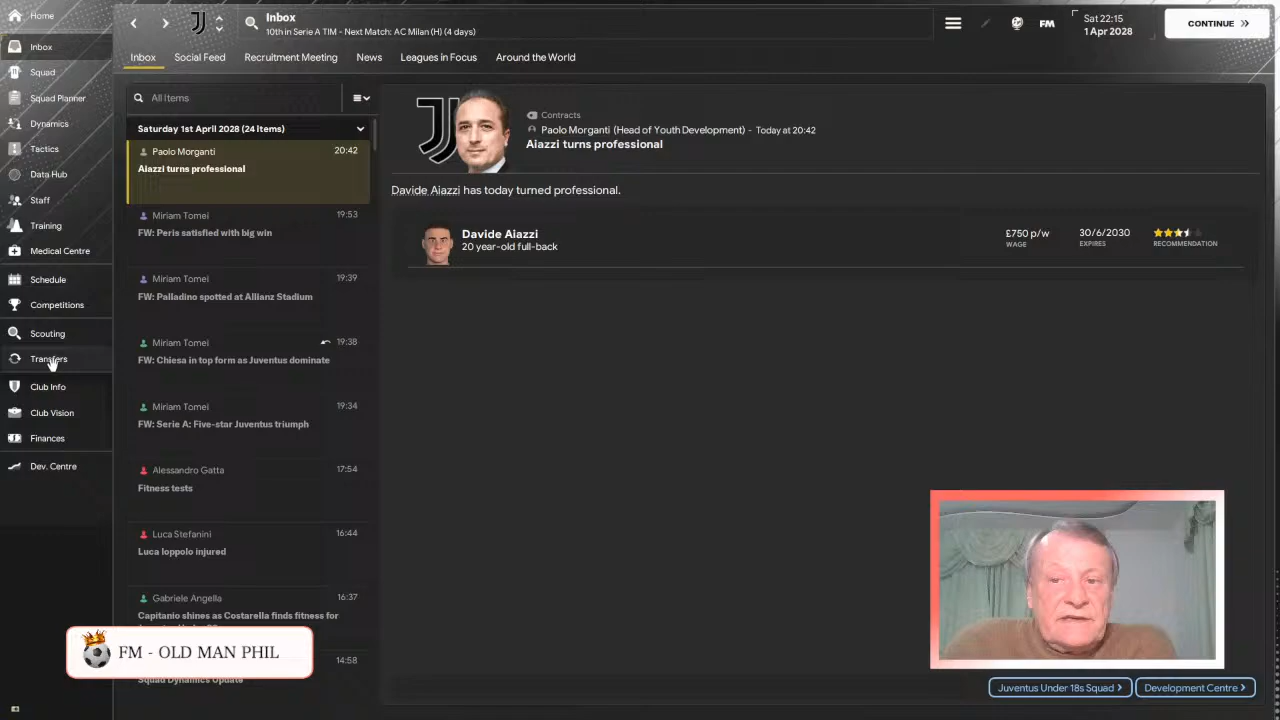 Home
Inbox
Squad
Squad Planner
Dynamics
Tactics
Data Hub
Staff
Training
Medical Centre
Schedule
Competitions
Scouting
Transfers
Club Info
Club Vision
Finances
Dev. Centre
Inbox
10th in Serie A TIM - Next Match: AC Milan (H) (4 days)
FM
Sat 22:15
1 Apr 2028
CONTINUE
Inbox Social Feed Recruitment Meeting News Leagues in Focus Around the World
All Items
Saturday 1st April 2028 (24 Items)
Paolo Morganti 20:42
Aiazzi turns professional
Miriam Tomei 19:53
FW: Peris satisfied with big win
Miriam Tomei 19:39
FW: Palladino spotted at Allianz Stadium
Miriam Tomei 19:38
FW: Chiesa in top form as Juventus dominate
Miriam Tomei 19:34
FW: Serie A: Five-star Juventus triumph
Alessandro Gatta 17:54
Fitness tests
Luca Stefanini 16:44
Luca Ioppolo injured
Gabriele Angella 16:37
Capitanio shines as Costarella finds fitness for
14:58
Squad Dynamics Update
Contracts
Paolo Morganti (Head of Youth Development) - Today at 20:42
Aiazzi turns professional
Davide Aiazzi has today turned professional.
Davide Aiazzi
20 year-old full-back
£750 p/w
WAGE
30/6/2030
EXPIRES
RECOMMENDATION
FM - OLD MAN PHIL
Juventus Under 18s Squad >
Development Centre >